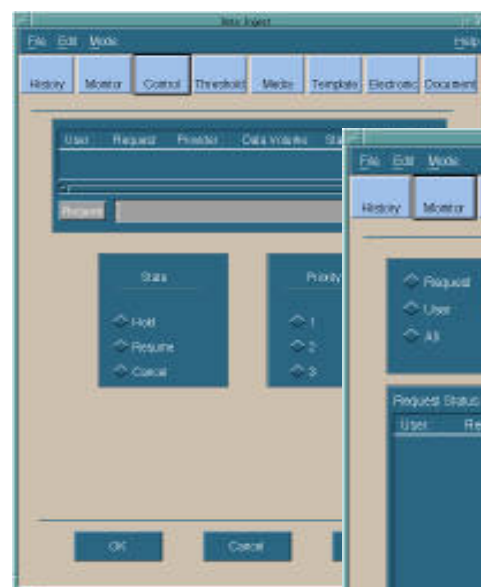 Ingest
File Edit Mode Help
History Monitor Control Threshold Media Template Electronic Document
User Request Provider Data Volume
Request
State
Hold
Resume
Cancel
Priority
1
2
3
OK Cancel
File Edit Mode
History Monitor
Request
User
All
Request Status
User